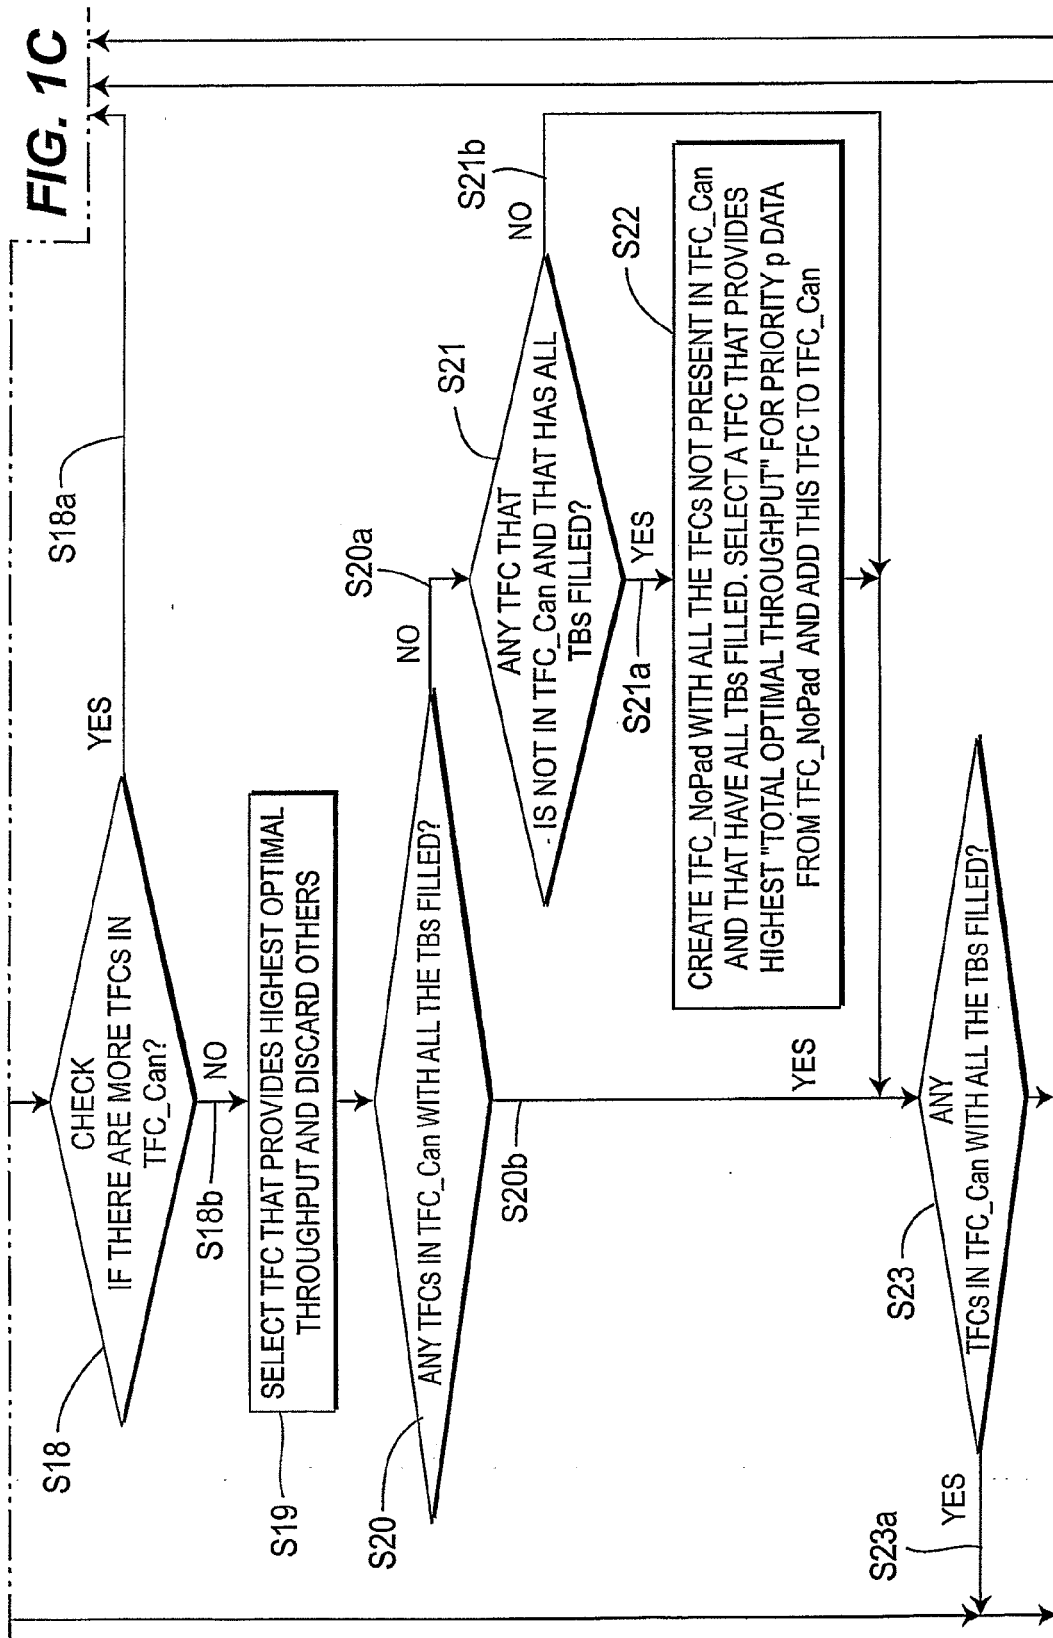 FIG. 1C
S18
CHECK
IF THERE ARE MORE TFCs IN
TFC_Can?
YES
S18a
NO
S18b
S19
SELECT TFC THAT PROVIDES HIGHEST OPTIMAL
THROUGHPUT AND DISCARD OTHERS
S20
ANY TFCs IN TFC_Can WITH ALL THE TBs FILLED?
NO
S20a
S21
ANY TFC THAT
IS NOT IN TFC_Can AND THAT HAS ALL
TBs FILLED?
NO
S21b
YES
S21a
S22
CREATE TFC_NoPad WITH ALL THE TFCs NOT PRESENT IN TFC_Can
AND THAT HAVE ALL TBs FILLED. SELECT A TFC THAT PROVIDES
HIGHEST "TOTAL OPTIMAL THROUGHPUT" FOR PRIORITY p DATA
FROM TFC_NoPad AND ADD THIS TFC TO TFC_Can
S20b
YES
S23
ANY
TFCs IN TFC_Can WITH ALL THE TBs FILLED?
YES
S23a